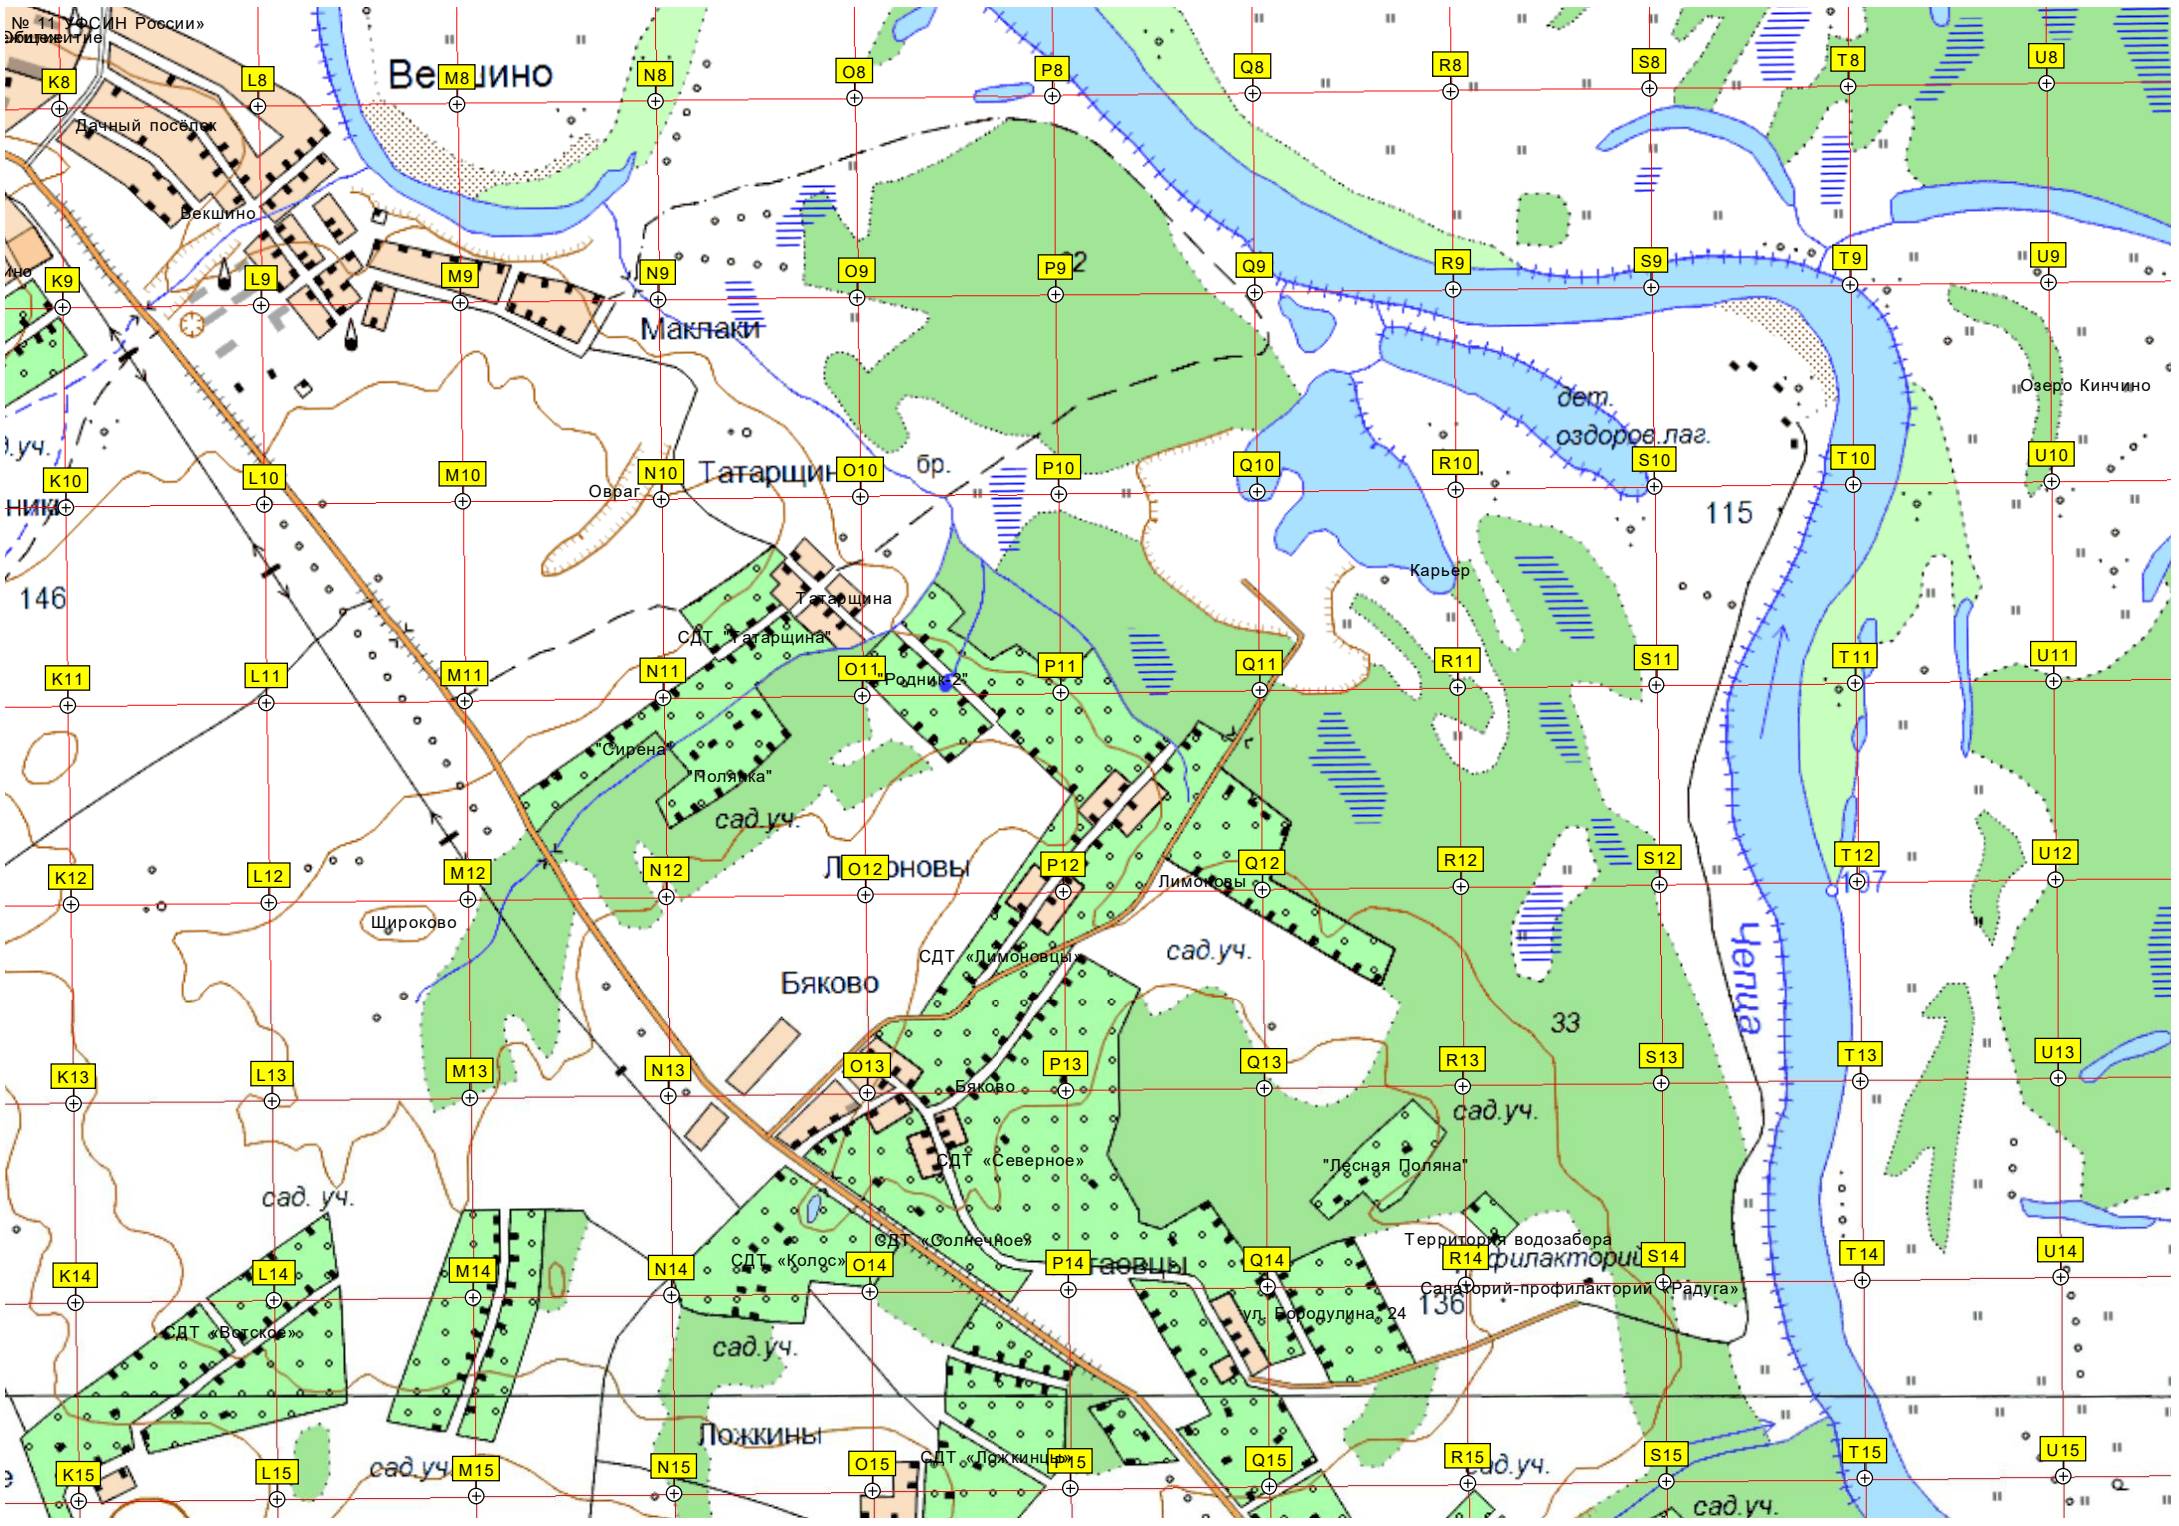 № 11 УФСИН России»
K8
L8
Векшино
M8
N8
O8
P8
Q8
R8
S8
T8
U8
Дачный посёлок
Векшино
K9
L9
M9
N9
O9
P9
Q9
R9
S9
T9
U9
Маклаки
Озеро Кинчино
дет.
оздоров.лаг.
K10
L10
M10
Овраг
N10
Татарщин
O10
бр.
P10
Q10
R10
S10
T10
U10
115
146
Карьер
Татарщина
СДТ "Татарщина"
K11
L11
M11
N11
O11
"Родник-2"
P11
Q11
R11
S11
T11
U11
"Сирена"
"Полянка"
сад.уч.
K12
L12
M12
N12
O12
P12
Лимоновы
Q12
R12
S12
T12
107
U12
Широково
СДТ «Лимоновцы»
сад.уч.
Чепца
Бяково
33
K13
L13
M13
N13
O13
Бяково
P13
Q13
R13
S13
T13
U13
сад.уч.
СДТ «Северное»
"Лесная Поляна"
сад. уч.
СДТ «Солнечное»
Территория водозабора
K14
L14
M14
N14
СДТ «Колос»
O14
P14
Q14
R14
S14
T14
U14
Санаторий-профилакторий «Радуга»
136
ул. Бородулина, 24
СДТ «Вотское»
сад.уч.
Ложкины
K15
L15
сад.уч.
M15
N15
O15
СДТ «Ложкинцы»
P15
Q15
R15
сад.уч.
S15
T15
U15
сад.уч.